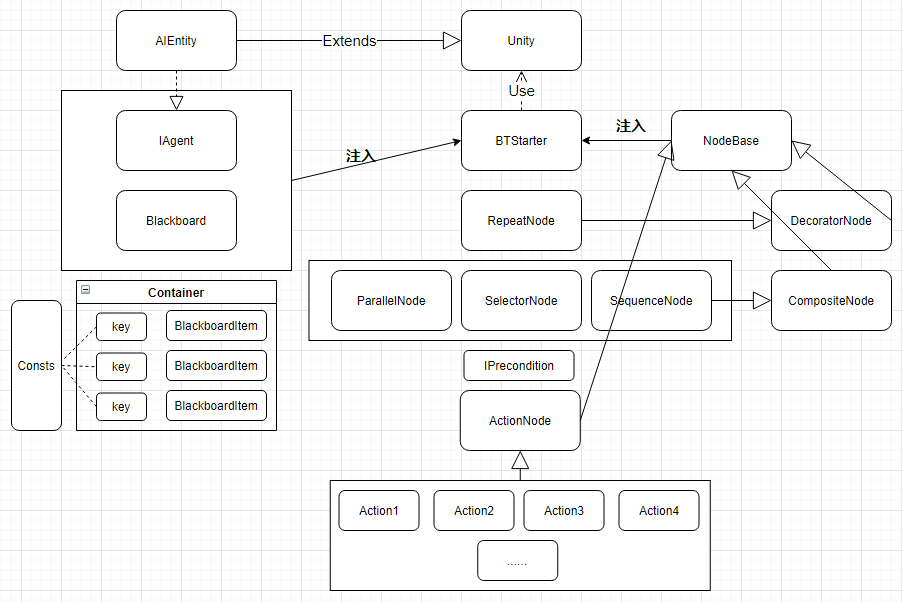 AIEntity
Extends
Unity
Use
IAgent
注入
BTStarter
注入
NodeBase
Blackboard
RepeatNode
DecoratorNode
Container
ParallelNode
SelectorNode
SequenceNode
CompositeNode
Consts
key
BlackboardItem
key
BlackboardItem
key
BlackboardItem
IPrecondition
ActionNode
Action1
Action2
Action3
Action4
......